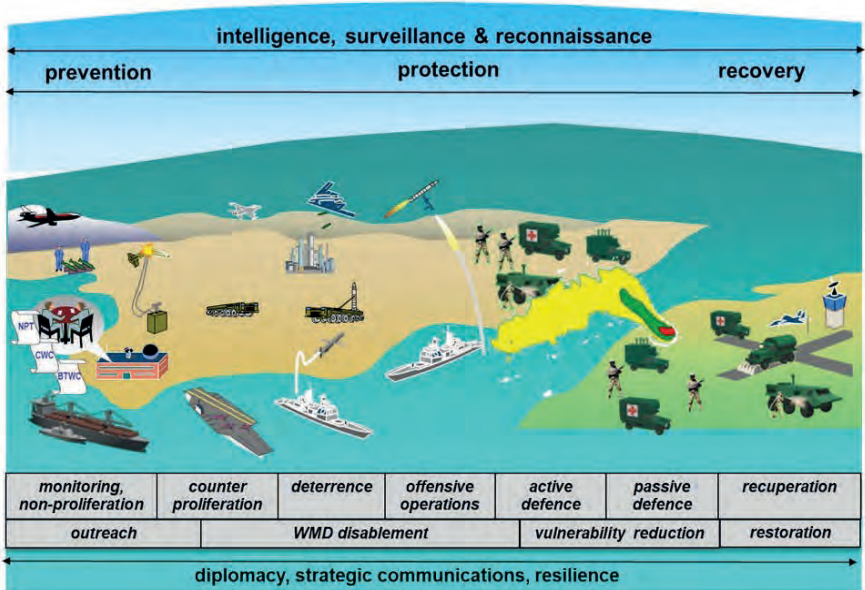 intelligence, surveillance & reconnaissance
prevention
protection
recovery
NPT
CWC
BTWC
monitoring,
non-proliferation
counter
proliferation
deterrence
offensive
operations
active
defence
passive
defence
recuperation
outreach
WMD disablement
vulnerability reduction
restoration
diplomacy, strategic communications, resilience